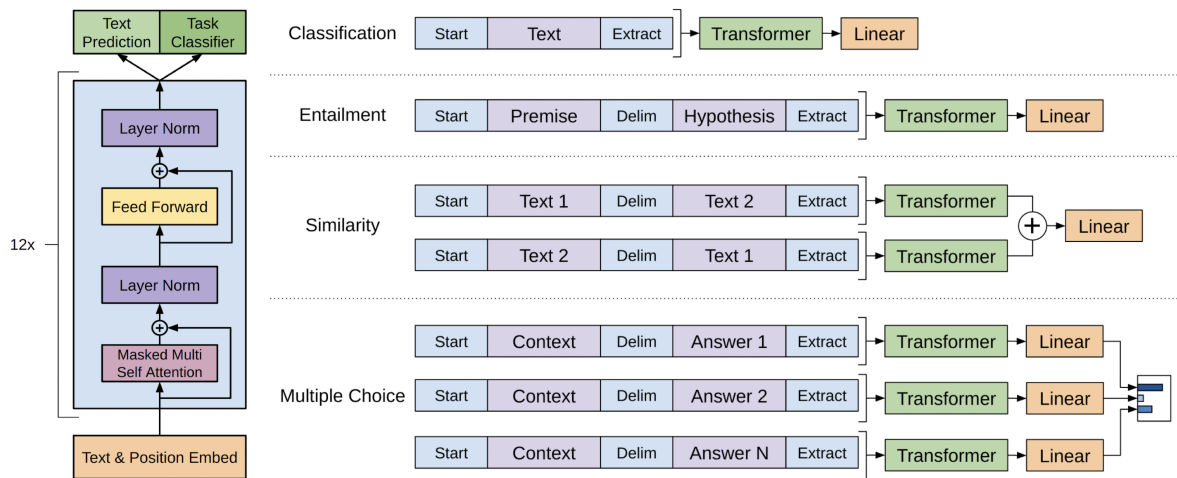 Text
Prediction
Task
Classifier
Layer Norm
+
Feed Forward
12x
Layer Norm
+
Masked Multi
Self Attention
Text & Position Embed
Classification
Start Text Extract Transformer Linear
Entailment
Start Premise Delim Hypothesis Extract Transformer Linear
Similarity
Start Text 1 Delim Text 2 Extract Transformer
+ Linear
Start Text 2 Delim Text 1 Extract Transformer
Multiple Choice
Start Context Delim Answer 1 Extract Transformer Linear
Start Context Delim Answer 2 Extract Transformer Linear
Start Context Delim Answer N Extract Transformer Linear